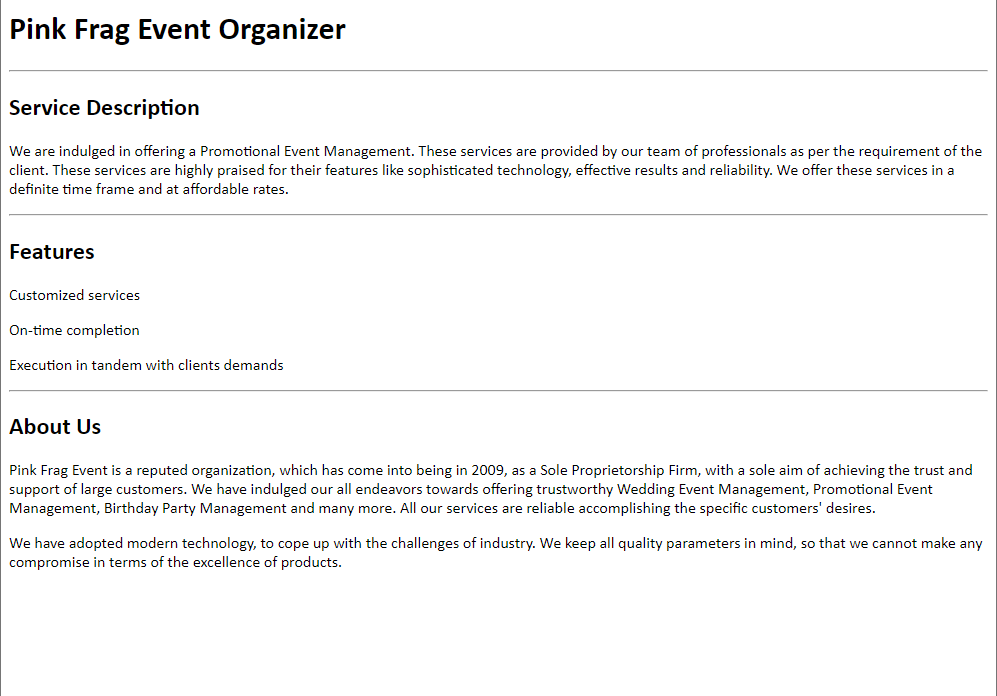 Pink Frag Event Organizer
Service Description
We are indulged in offering a Promotional Event Management. These services are provided by our team of professionals as per the requirement of the
client. These services are highly praised for their features like sophisticated technology, effective results and reliability. We offer these services in a
definite time frame and at affordable rates.
Features
Customized services
On-time completion
Execution in tandem with clients demands
About Us
Pink Frag Event is a reputed organization, which has come into being in 2009, as a Sole Proprietorship Firm, with a sole aim of achieving the trust and
support of large customers. We have indulged our all endeavors towards offering trustworthy Wedding Event Management, Promotional Event
Management, Birthday Party Management and many more. All our services are reliable accomplishing the specific customers' desires.
We have adopted modern technology, to cope up with the challenges of industry. We keep all quality parameters in mind, so that we cannot make any
compromise in terms of the excellence of products.